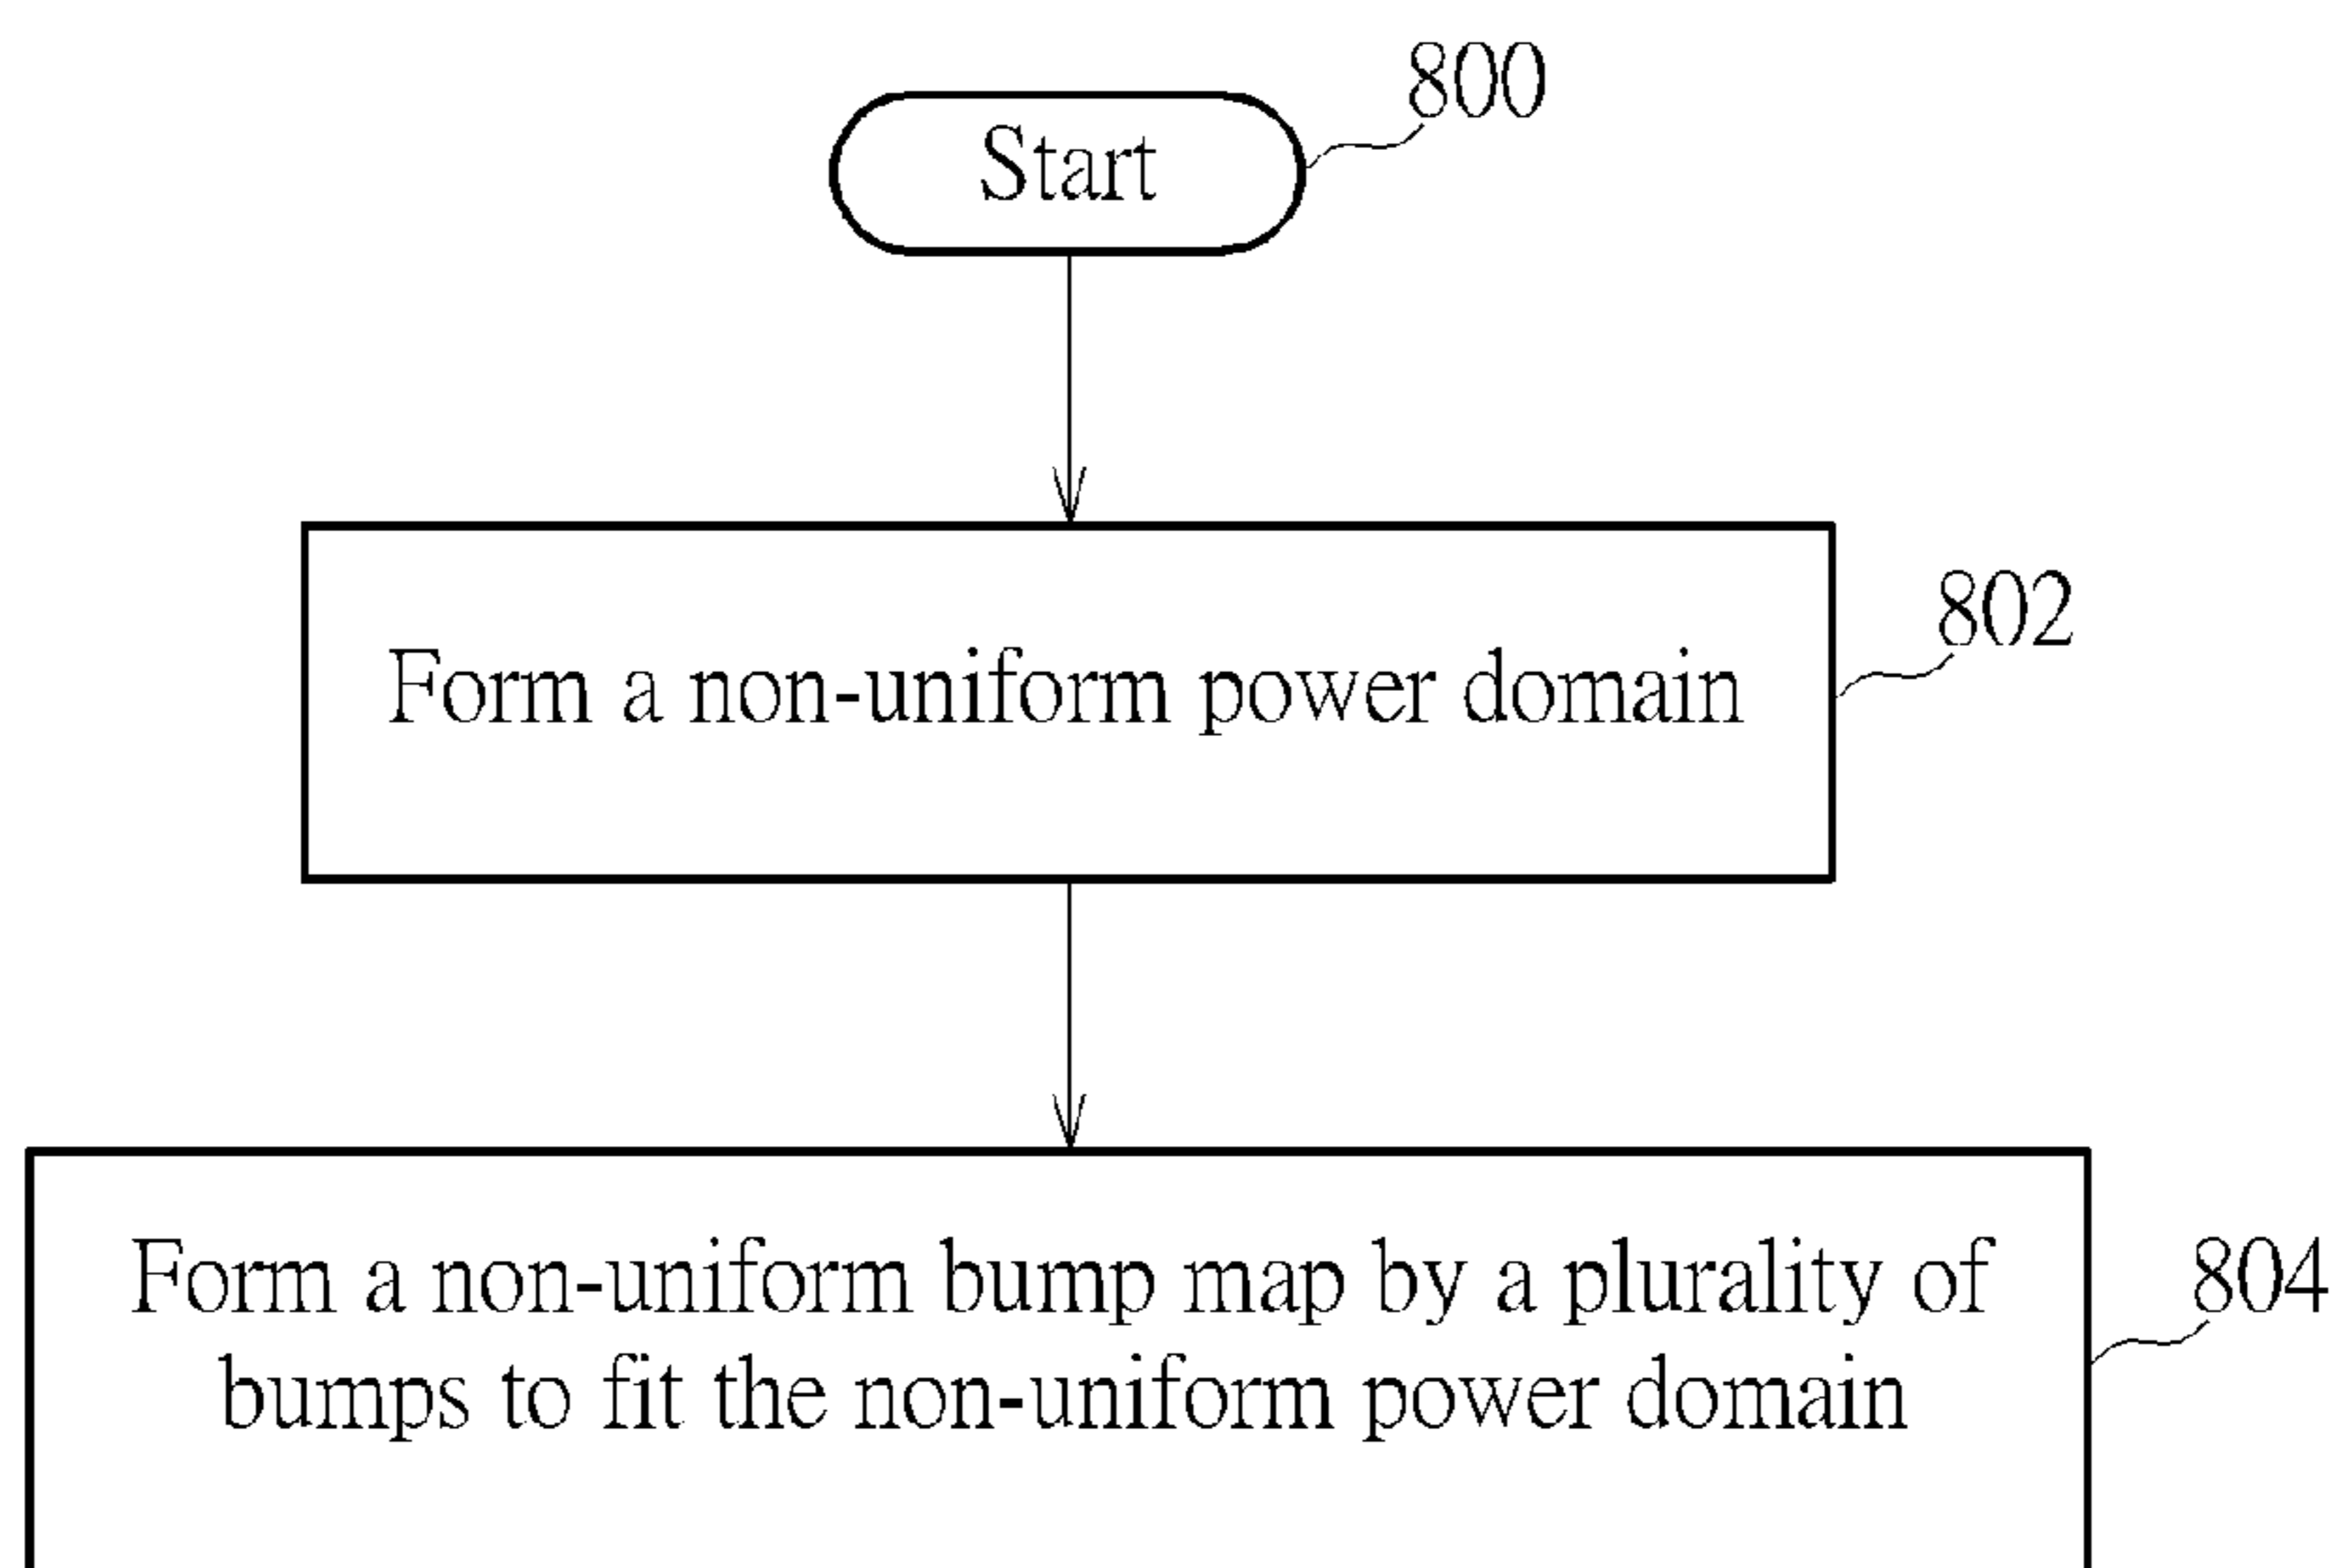 800
Start
802
Form a non-uniform power domain
804
Form a non-uniform bump map by a plurality of
bumps to fit the non-uniform power domain